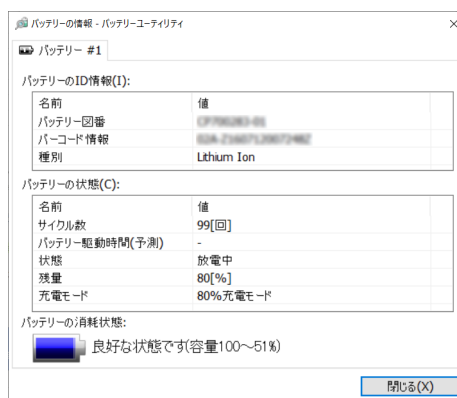 バッテリーの情報 - バッテリーユーティリティ
バッテリー #1
バッテリーのID情報(I):
名前 値
バッテリー図番
バーコード情報
種別 Lithium Ion
バッテリーの状態(C):
名前 値
サイクル数 99[回]
バッテリー駆動時間(予測) -
状態 放電中
残量 80[%]
充電モード 80%充電モード
バッテリーの消耗状態:
良好な状態です(容量100～51%)
閉じる(X)